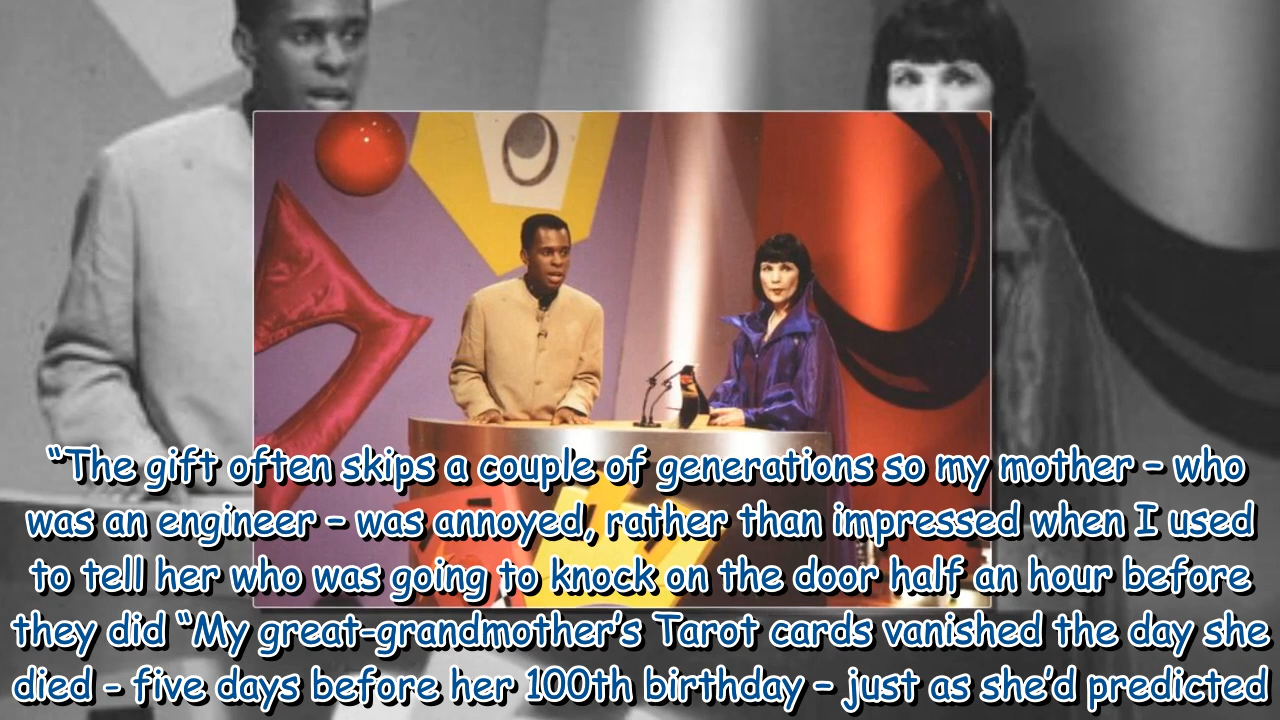 “The gift often skips a couple of generations so my mother – who
was an engineer – was annoyed, rather than impressed when I used
to tell her who was going to knock on the door half an hour before
they did “My great-grandmother’s Tarot cards vanished the day she
died – five days before her 100th birthday – just as she’d predicted